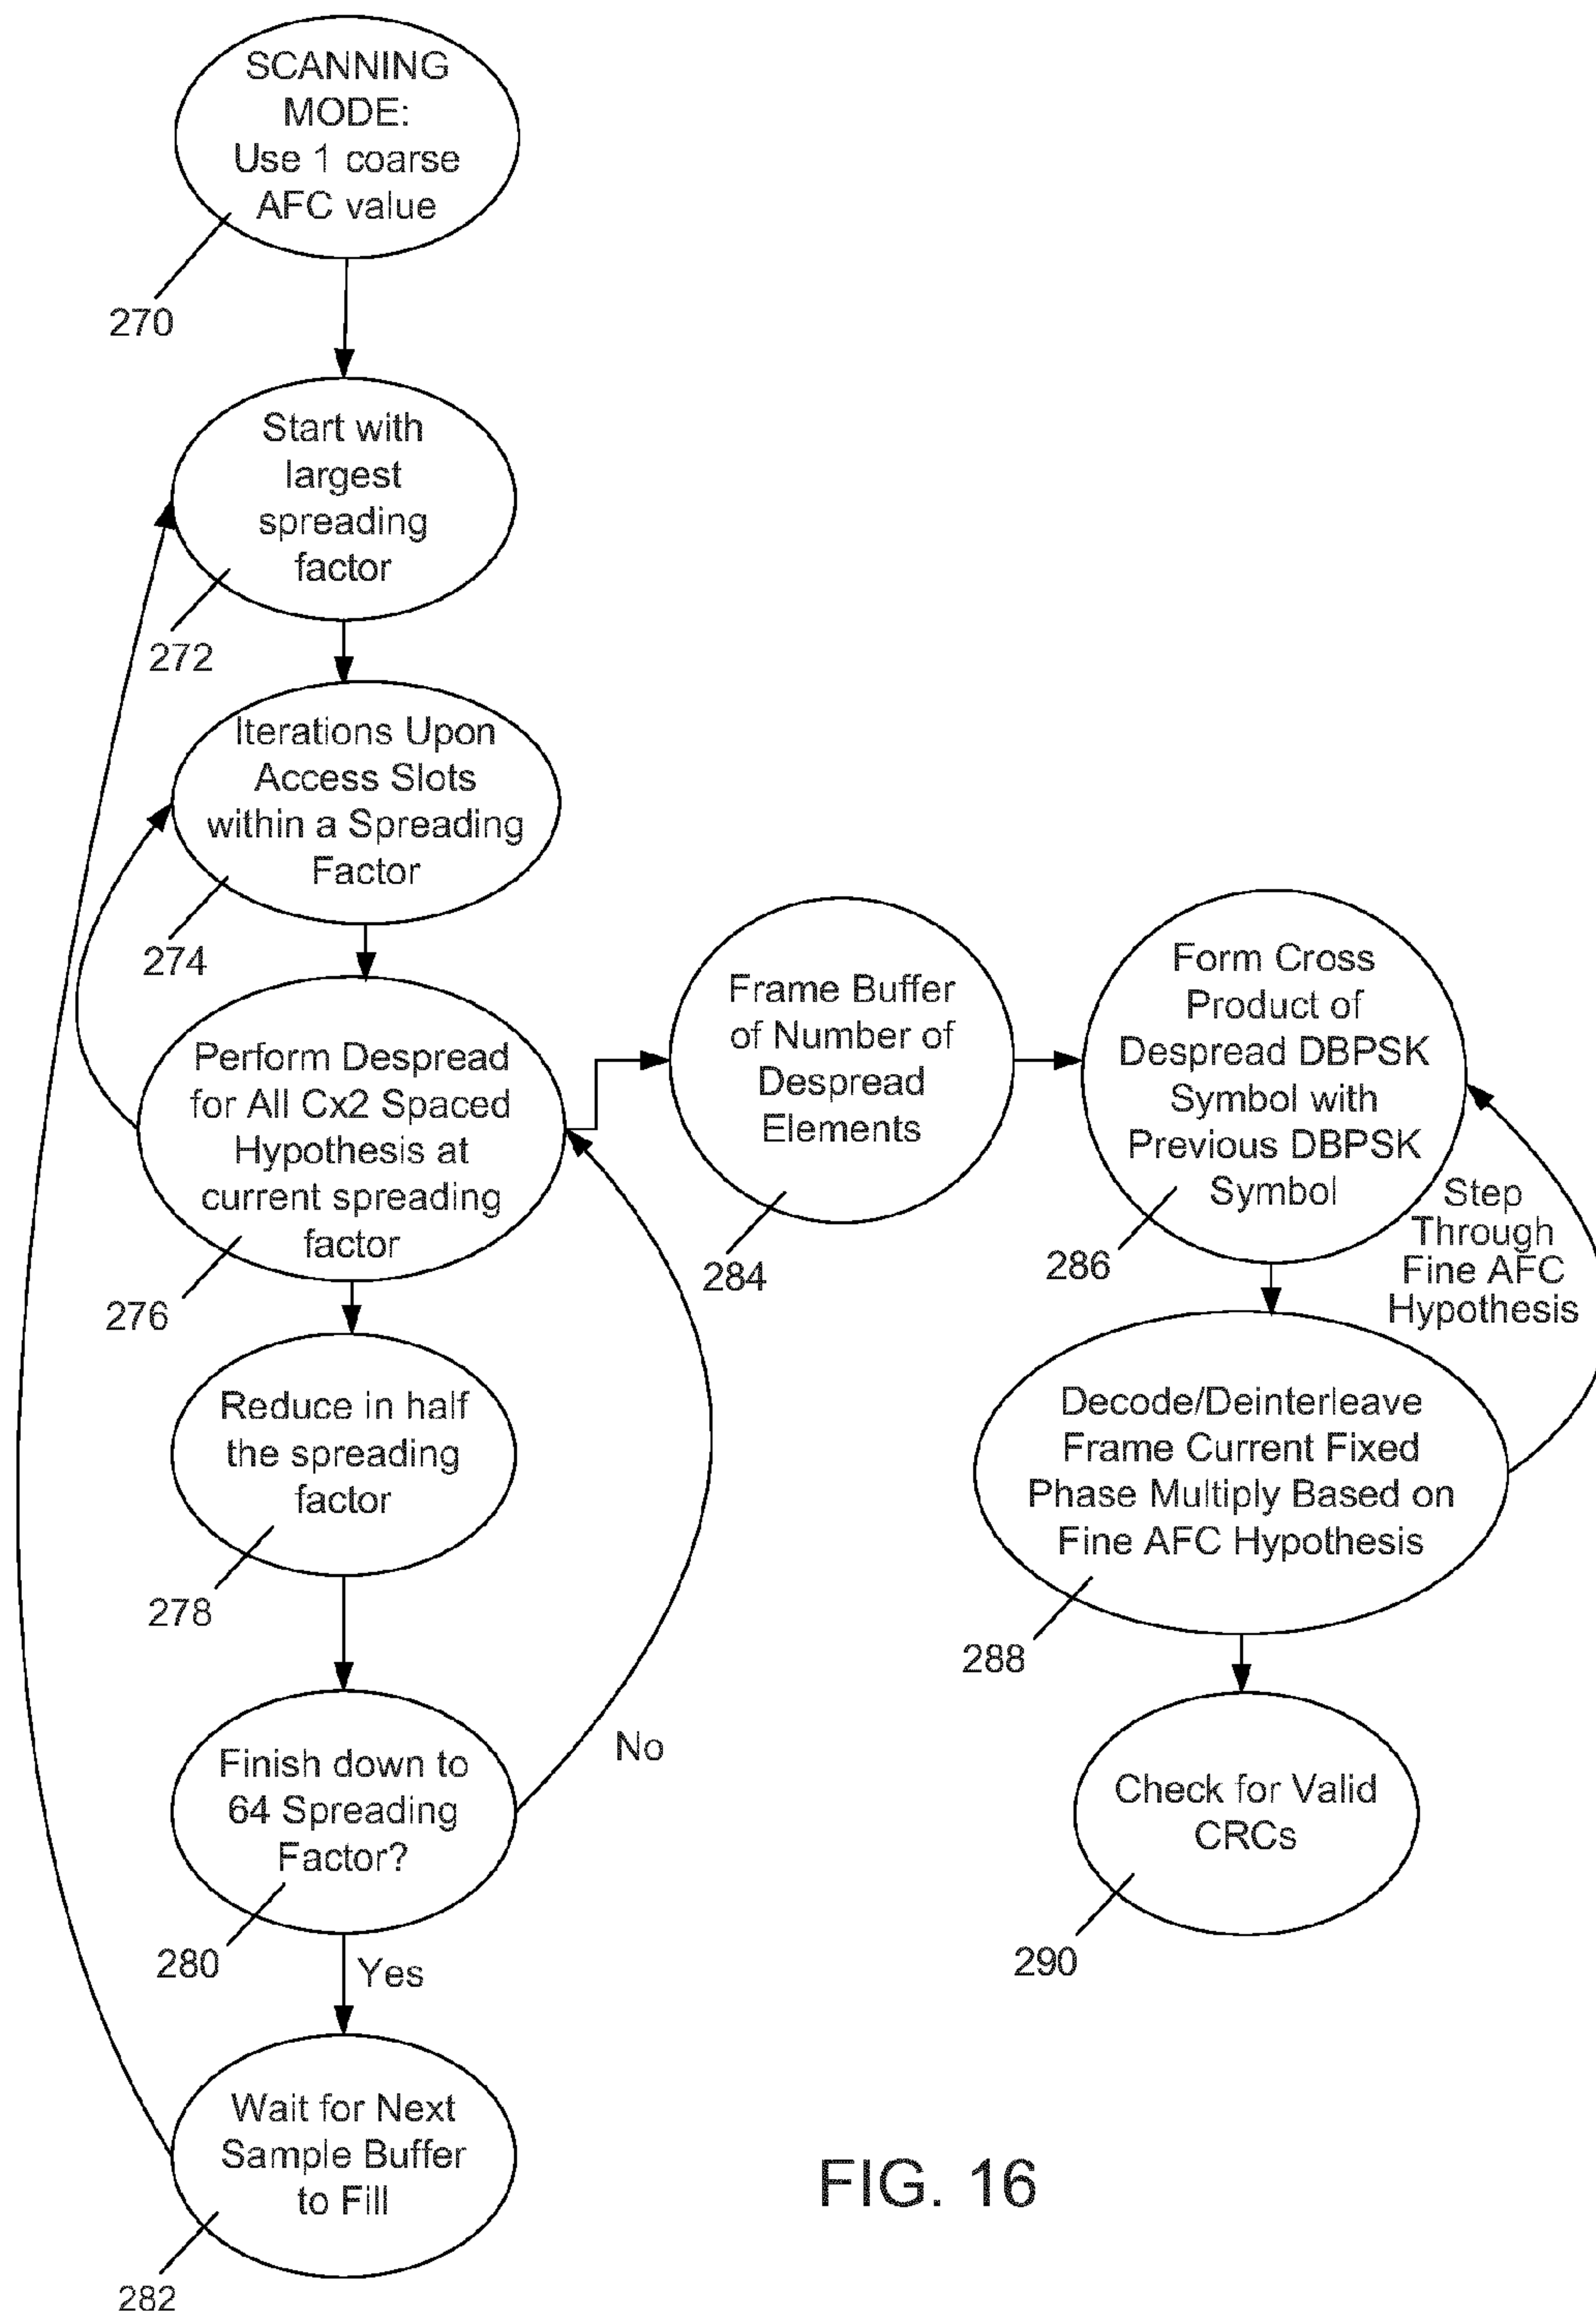 SCANNING
MODE:
Use 1 coarse
AFC value
270
Start with
largest
spreading
factor
272
Iterations Upon
Access Slots
within a Spreading
Factor
274
Perform Despread
for All Cx2 Spaced
Hypothesis at
current spreading
factor
276
Reduce in half
the spreading
factor
278
Finish down to
64 Spreading
Factor?
280
No
Yes
Wait for Next
Sample Buffer
to Fill
282
Frame Buffer
of Number of
Despread
Elements
284
Form Cross
Product of
Despread DBPSK
Symbol with
Previous DBPSK
Symbol
286
Step
Through
Fine AFC
Hypothesis
Decode/Deinterleave
Frame Current Fixed
Phase Multiply Based on
Fine AFC Hypothesis
288
Check for Valid
CRCs
290
FIG. 16